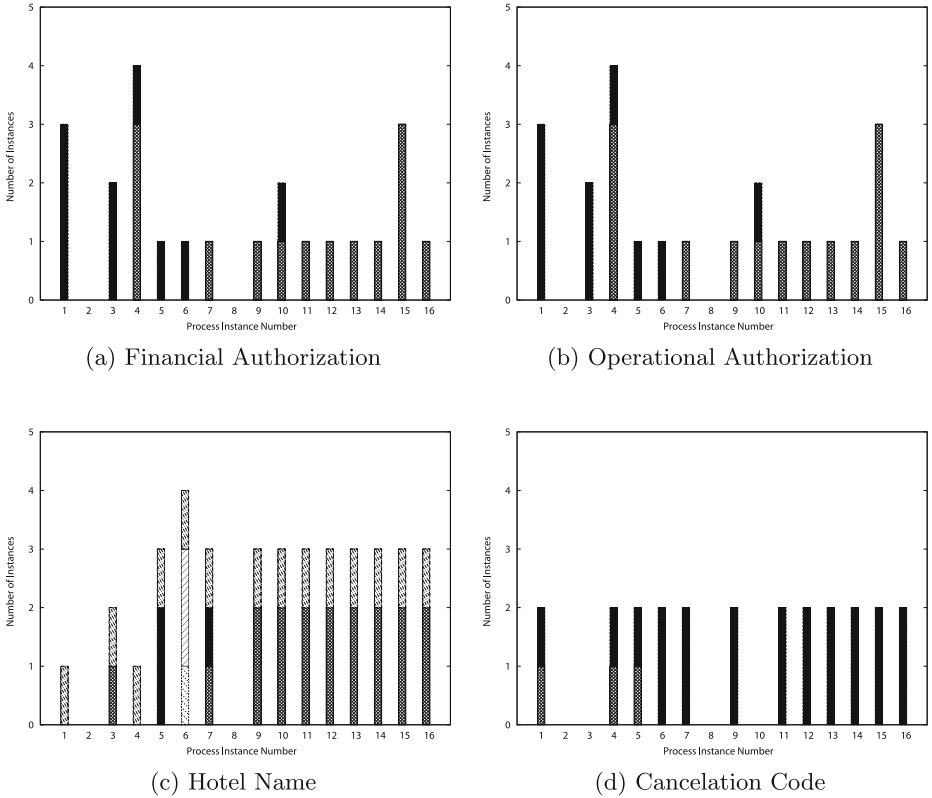 5
4
3
2
1
0
Number of Instances
1 2 3 4 5 6 7 8 9 10 11 12 13 14 15 16
Process Instance Number
(a) Financial Authorization
5
4
3
2
1
0
Number of Instances
1 2 3 4 5 6 7 8 9 10 11 12 13 14 15 16
Process Instance Number
(b) Operational Authorization
5
4
3
2
1
0
Number of Instances
1 2 3 4 5 6 7 8 9 10 11 12 13 14 15 16
Process Instance Number
(c) Hotel Name
5
4
3
2
1
0
Number of Instances
1 2 3 4 5 6 7 8 9 10 11 12 13 14 15 16
Process Instance Number
(d) Cancelation Code